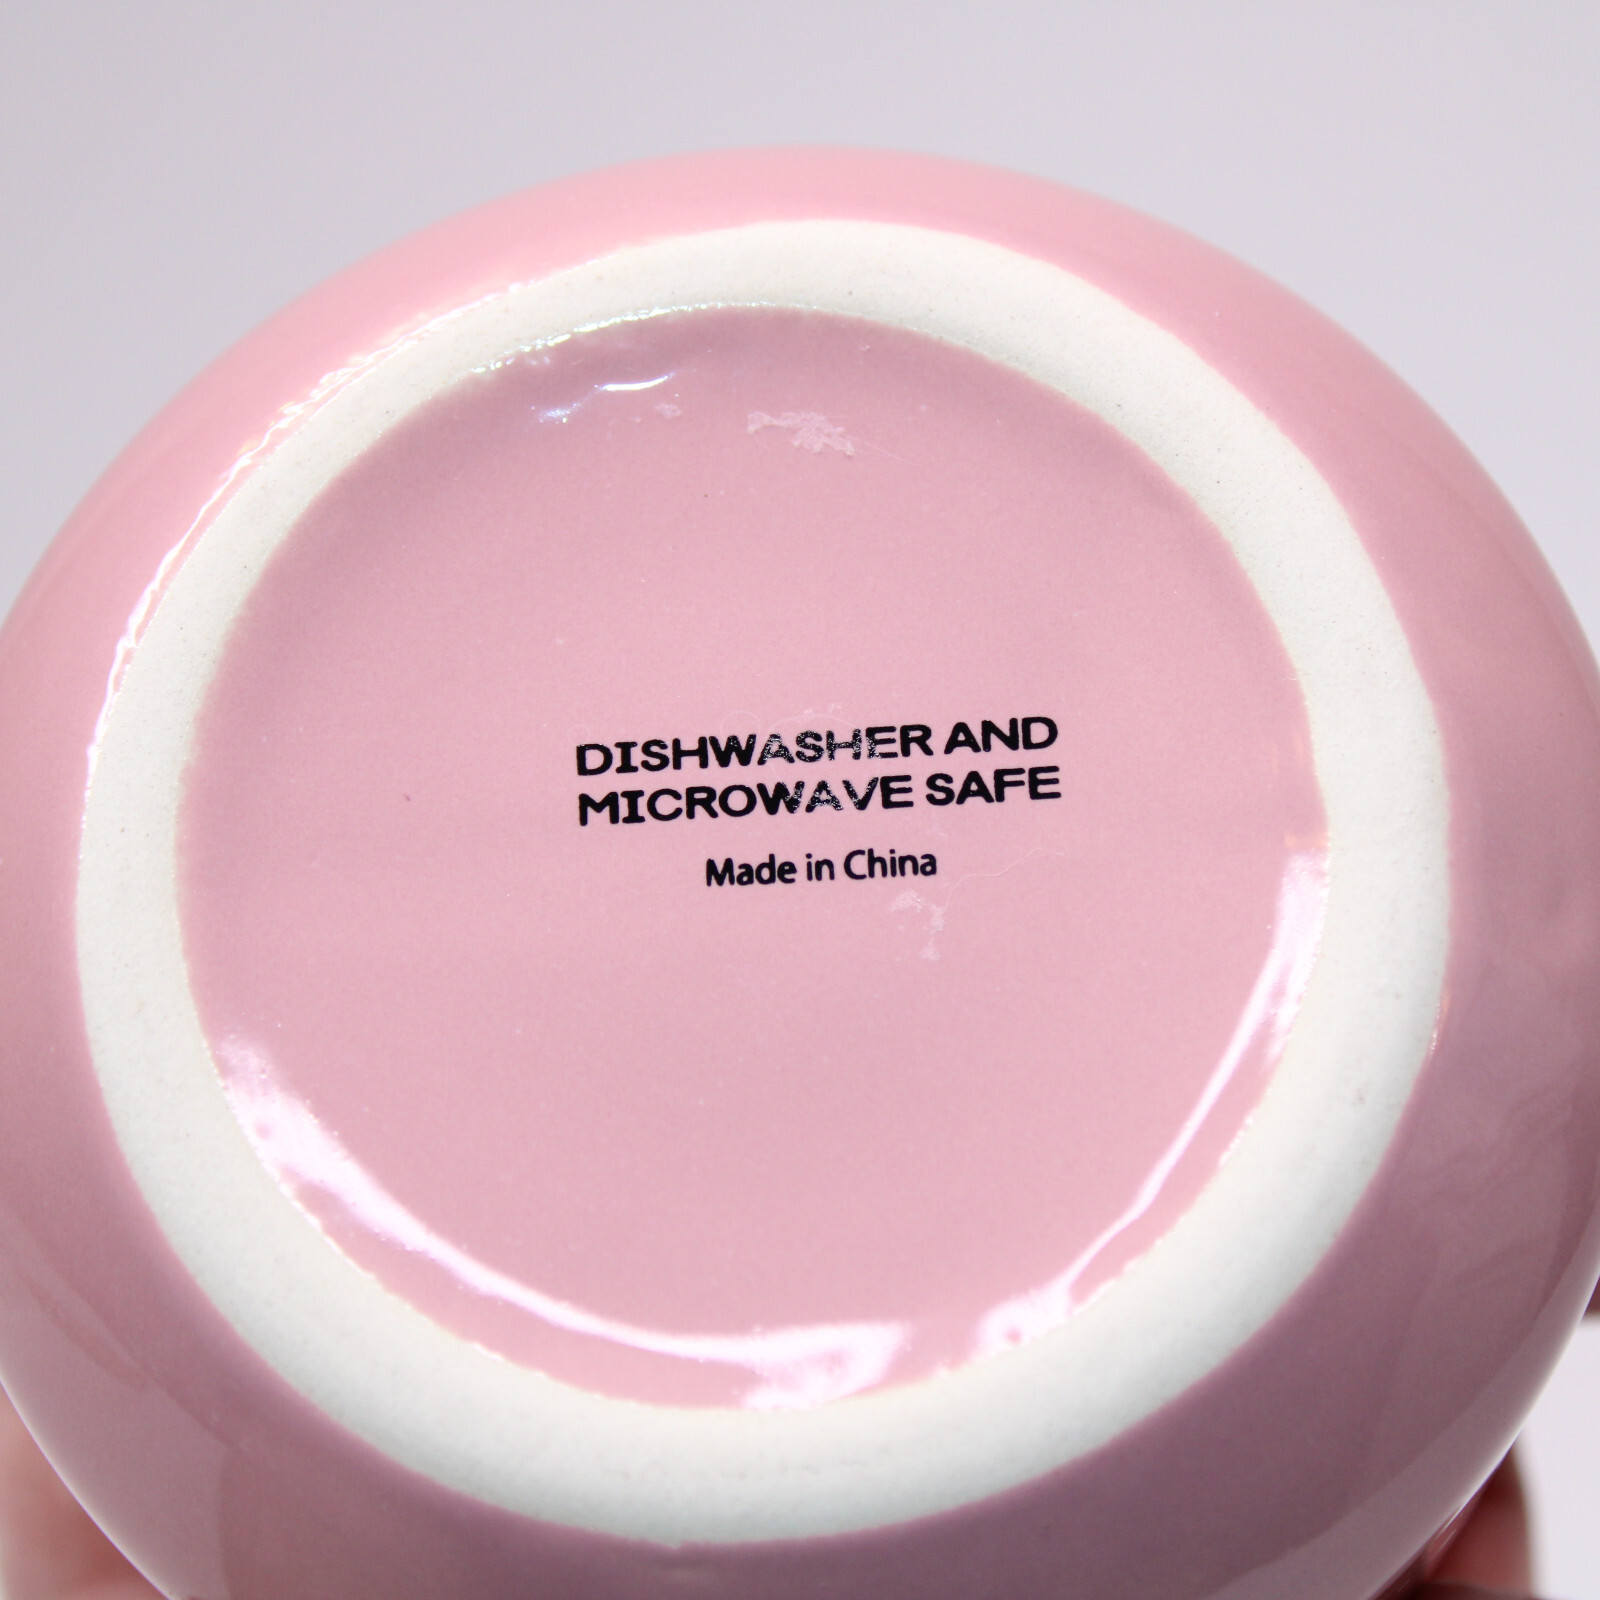 DISHWASHER AND
MICROWAVE SAFE
Made in China